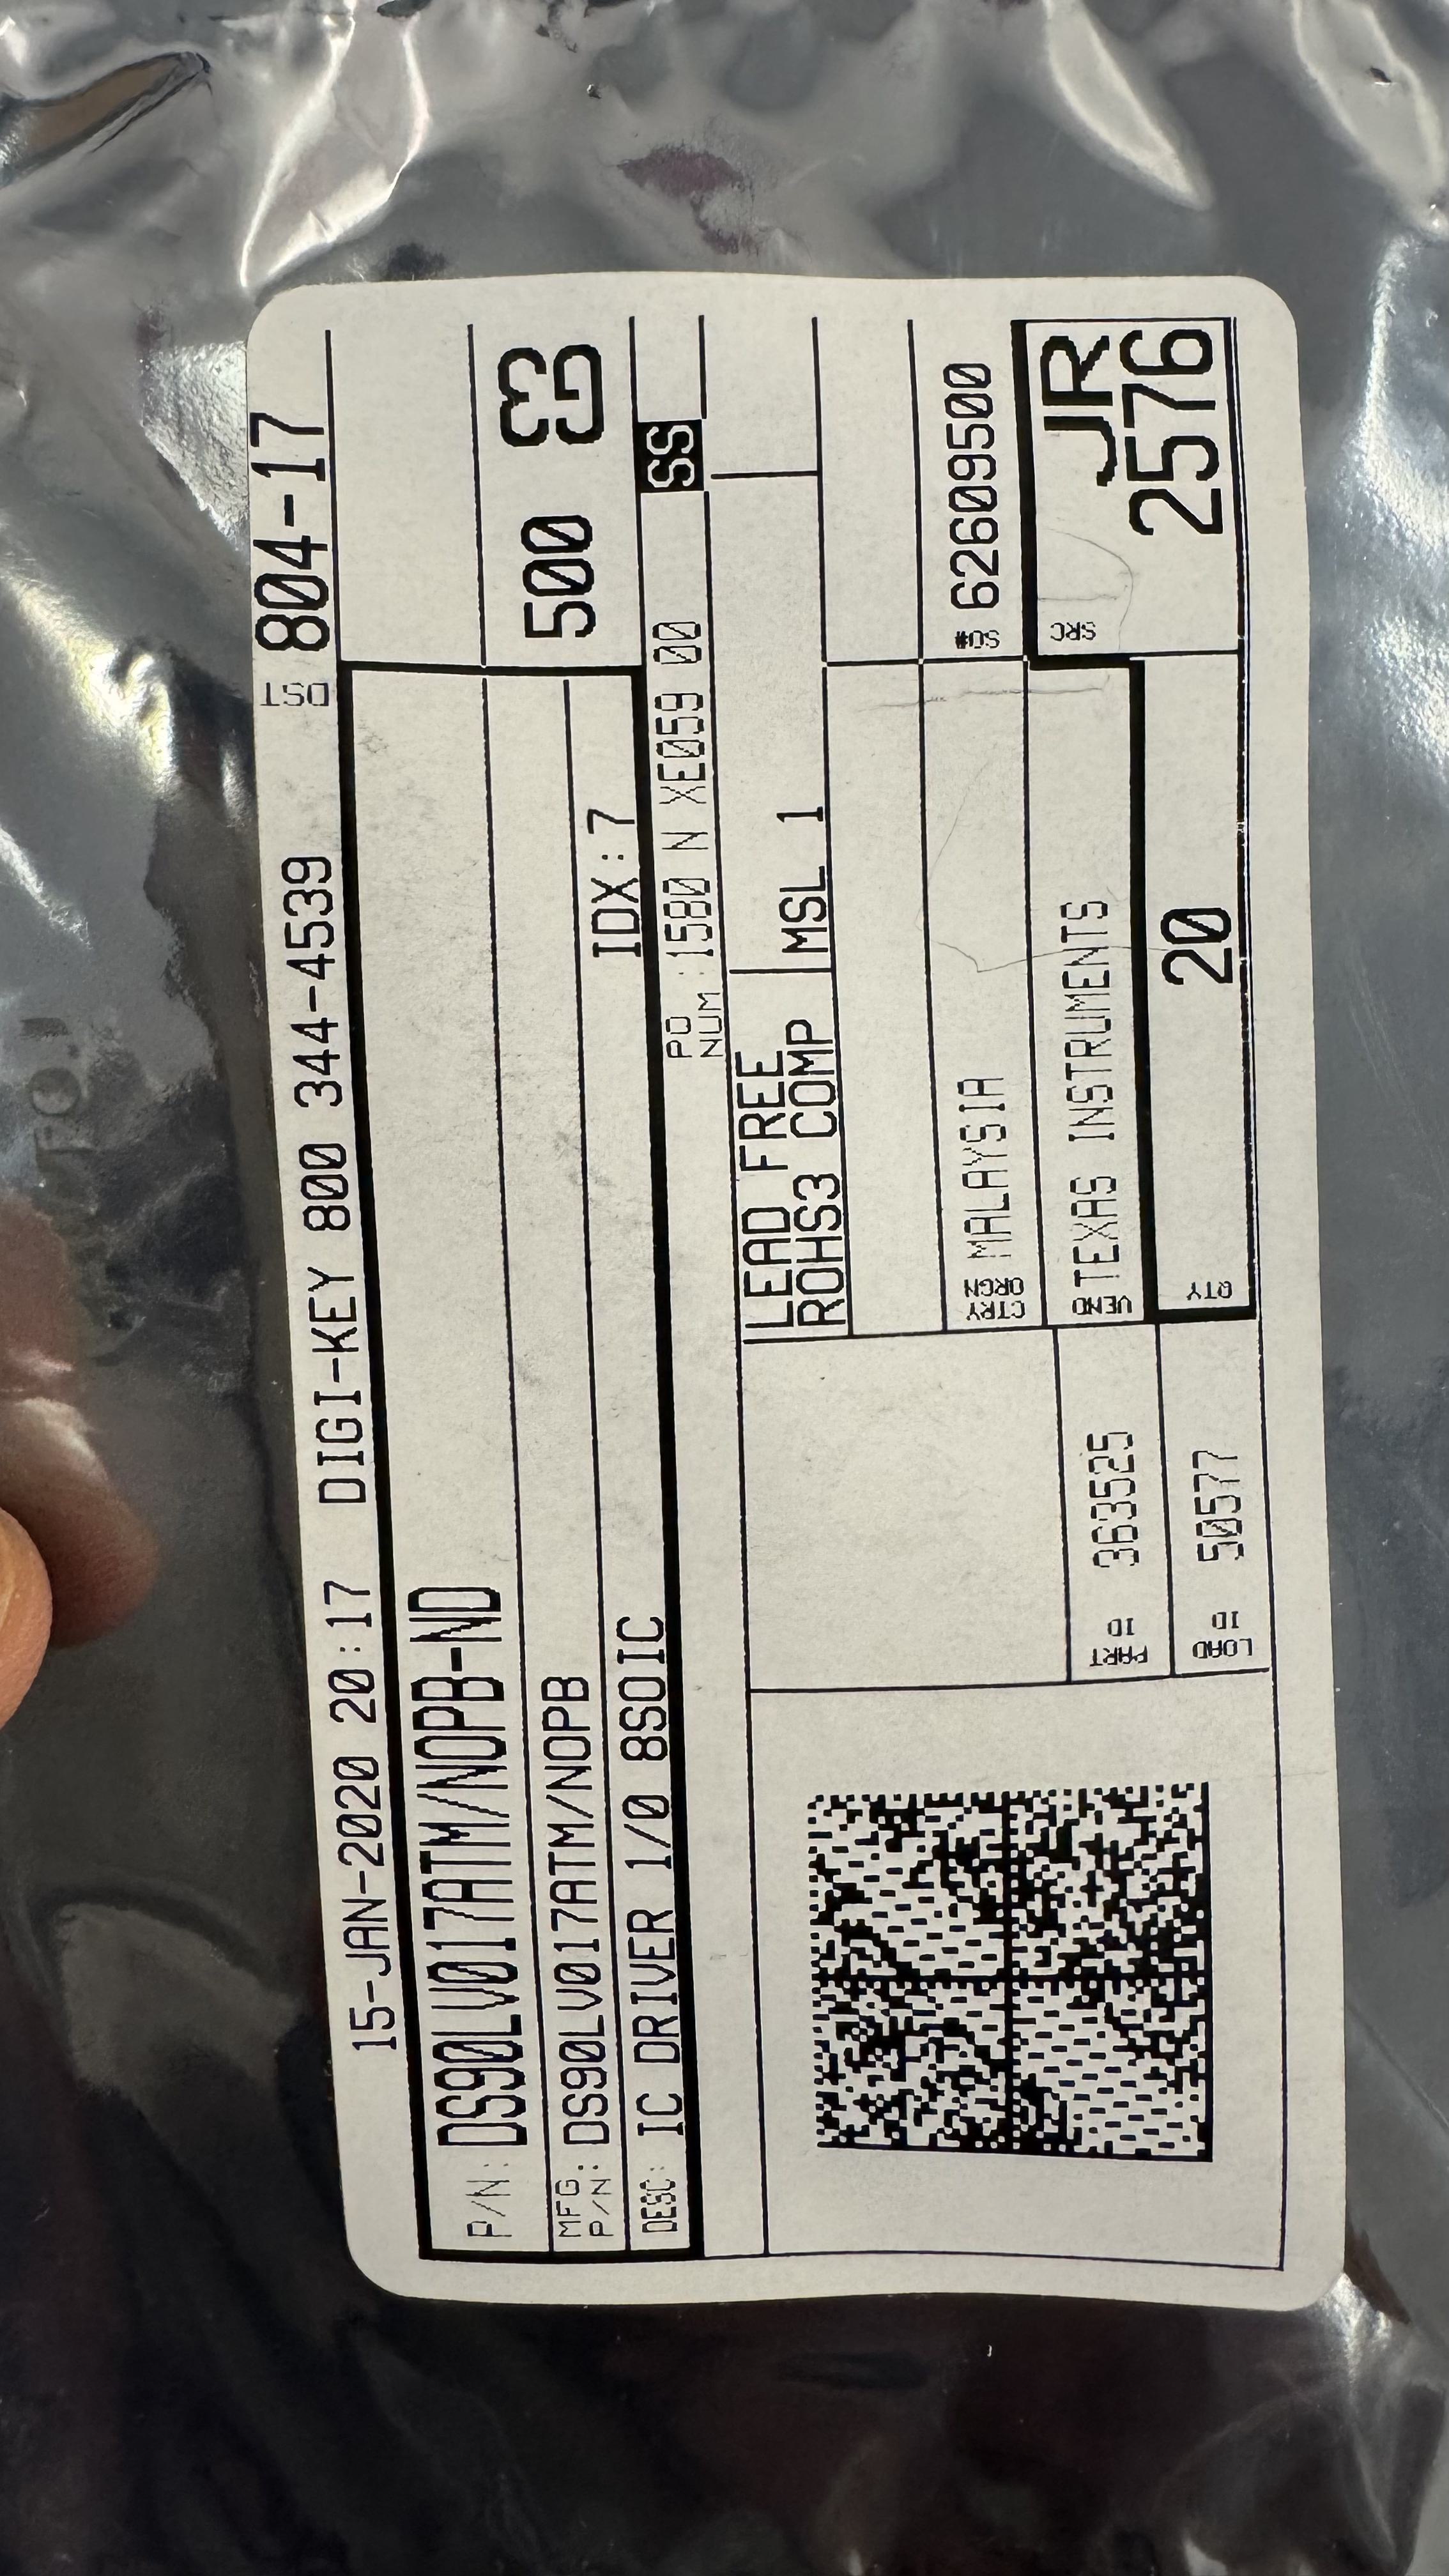 15-JAN-2020 20:17 DIGI-KEY 800 344-4539 DST 804-17
P/N: DS90LV017ATM/NOPB-ND
MFG P/N: DS90LV017ATM/NOPB
500
DESC: IC DRIVER 1/0 8SOIC IDX:7
PO NUM: 1580 N XE059 00 SS
LEAD FREE
ROHS3 COMP MSL 1
CTRY ORGN MALAYSIA
SO# 62609500
PART ID 363525
VEND TEXAS INSTRUMENTS
SRC JR
2576
LOAD ID 50577
QTY 20